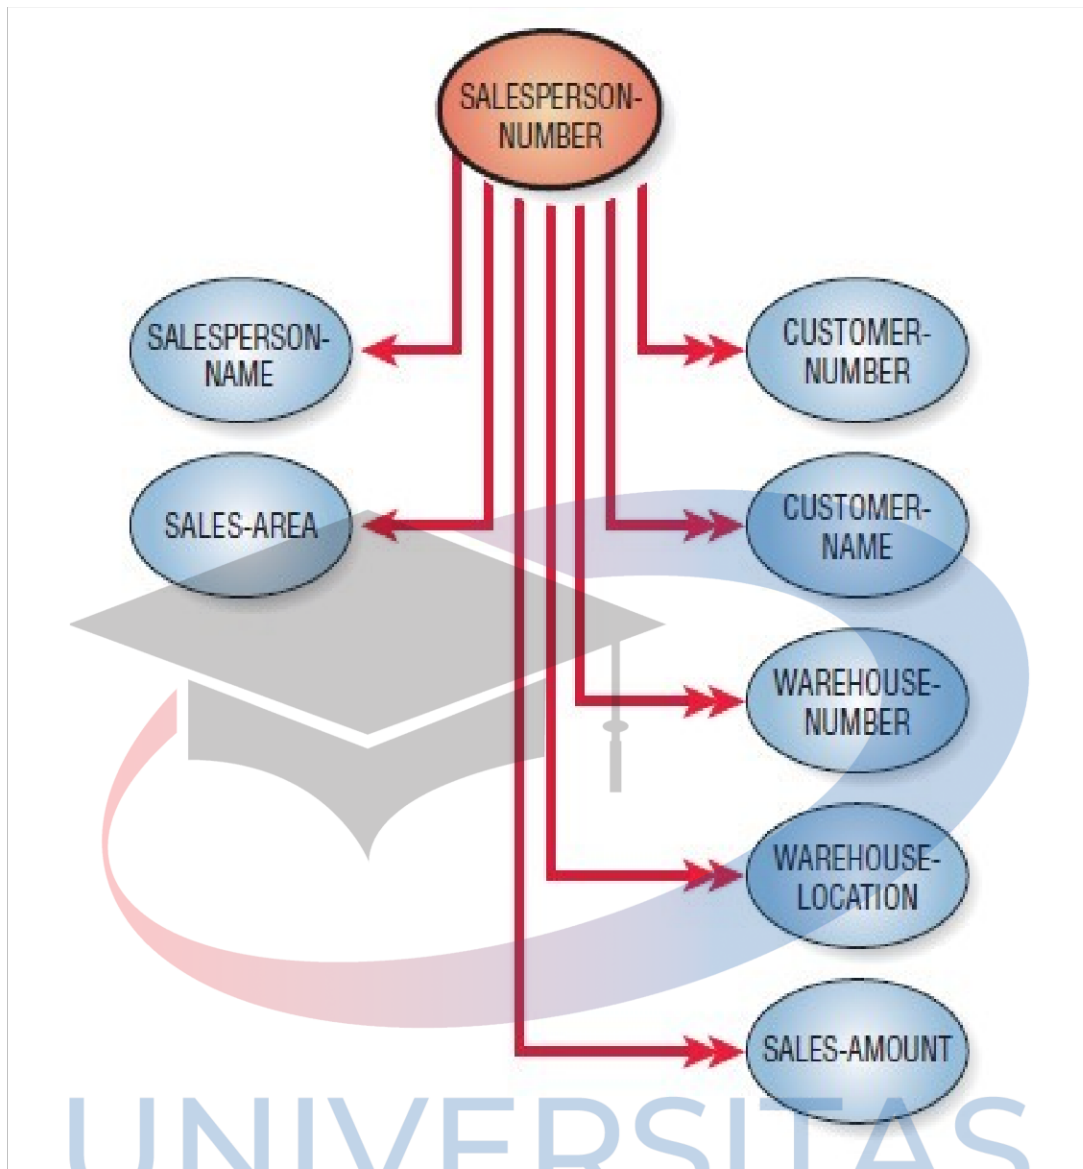 SALESPERSON-
NUMBER
SALESPERSON-
NAME
CUSTOMER-
NUMBER
SALES-AREA
CUSTOMER-
NAME
WAREHOUSE-
NUMBER
WAREHOUSE-
LOCATION
SALES-AMOUNT
UNIVERSITAS